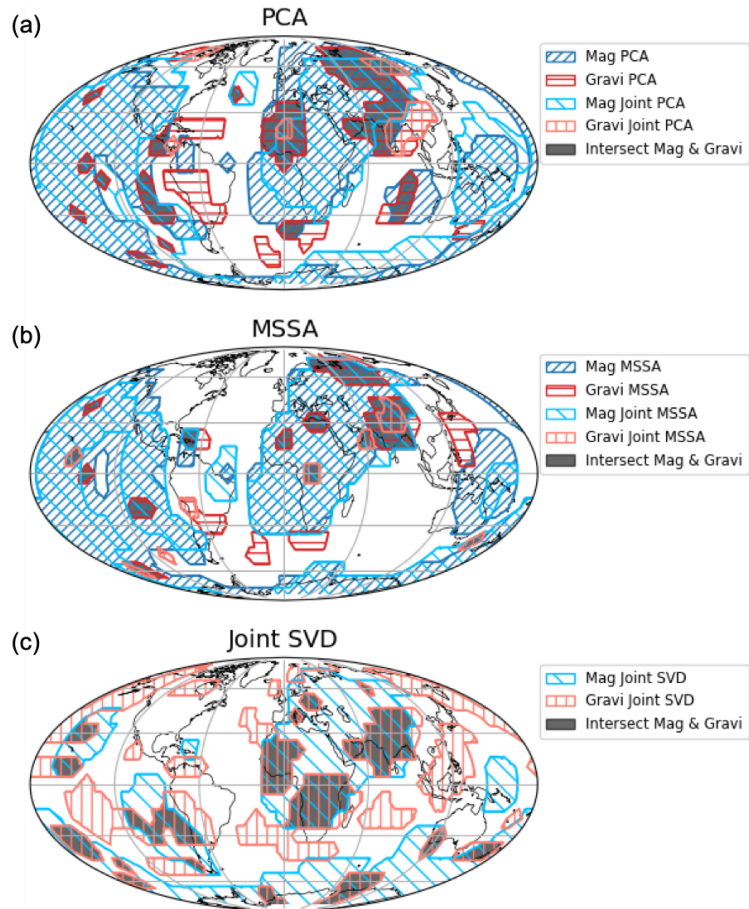 (a)
PCA
Mag PCA
Gravi PCA
Mag Joint PCA
Gravi Joint PCA
Intersect Mag & Gravi
(b)
MSSA
Mag MSSA
Gravi MSSA
Mag Joint MSSA
Gravi Joint MSSA
Intersect Mag & Gravi
(c)
Joint SVD
Mag Joint SVD
Gravi Joint SVD
Intersect Mag & Gravi